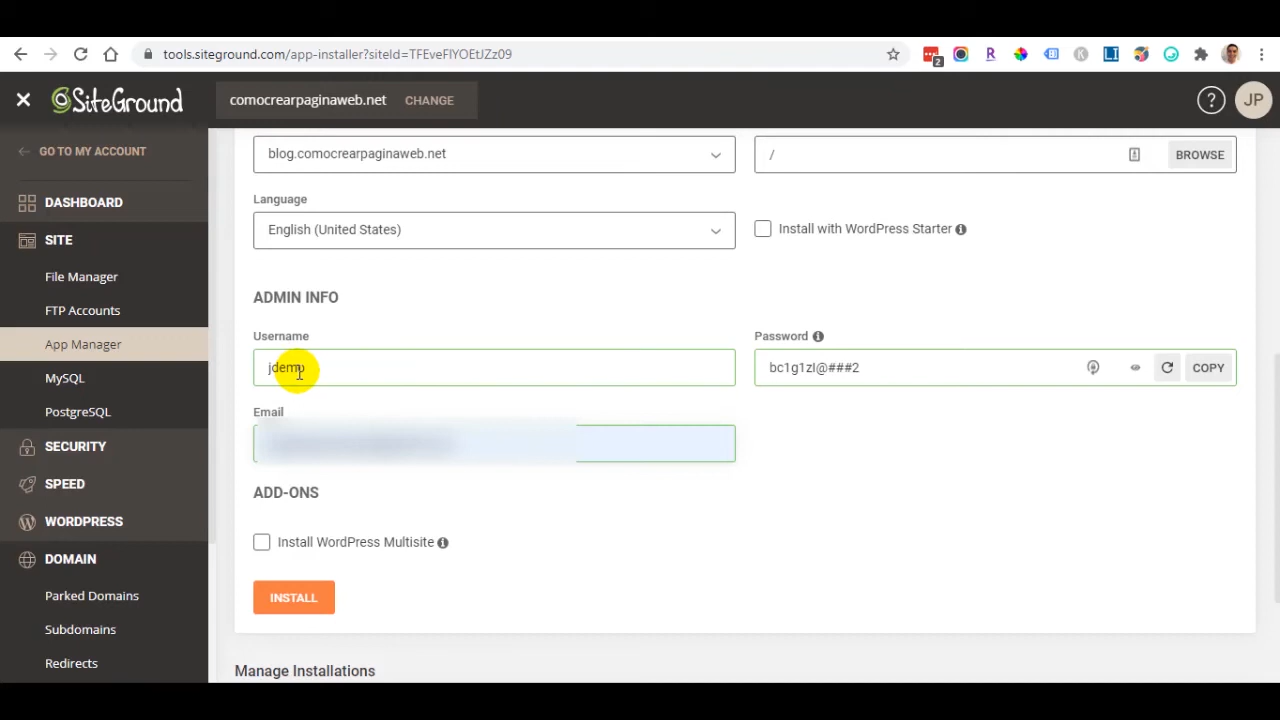 tools.siteground.com/app-installer?siteId=TFEveFlYOEtJZz09
2
SiteGround
comocrearpaginaweb.net CHANGE
? JP
GO TO MY ACCOUNT
DASHBOARD
SITE
File Manager
FTP Accounts
App Manager
MySQL
PostgreSQL
SECURITY
SPEED
WORDPRESS
DOMAIN
Parked Domains
Subdomains
Redirects
blog.comocrearpaginaweb.net
/ BROWSE
Language
English (United States)
Install with WordPress Starter
ADMIN INFO
Username
jdemo
Password
bc1g1zI@###2 COPY
Email
ADD-ONS
Install WordPress Multisite
INSTALL
Manage Installations